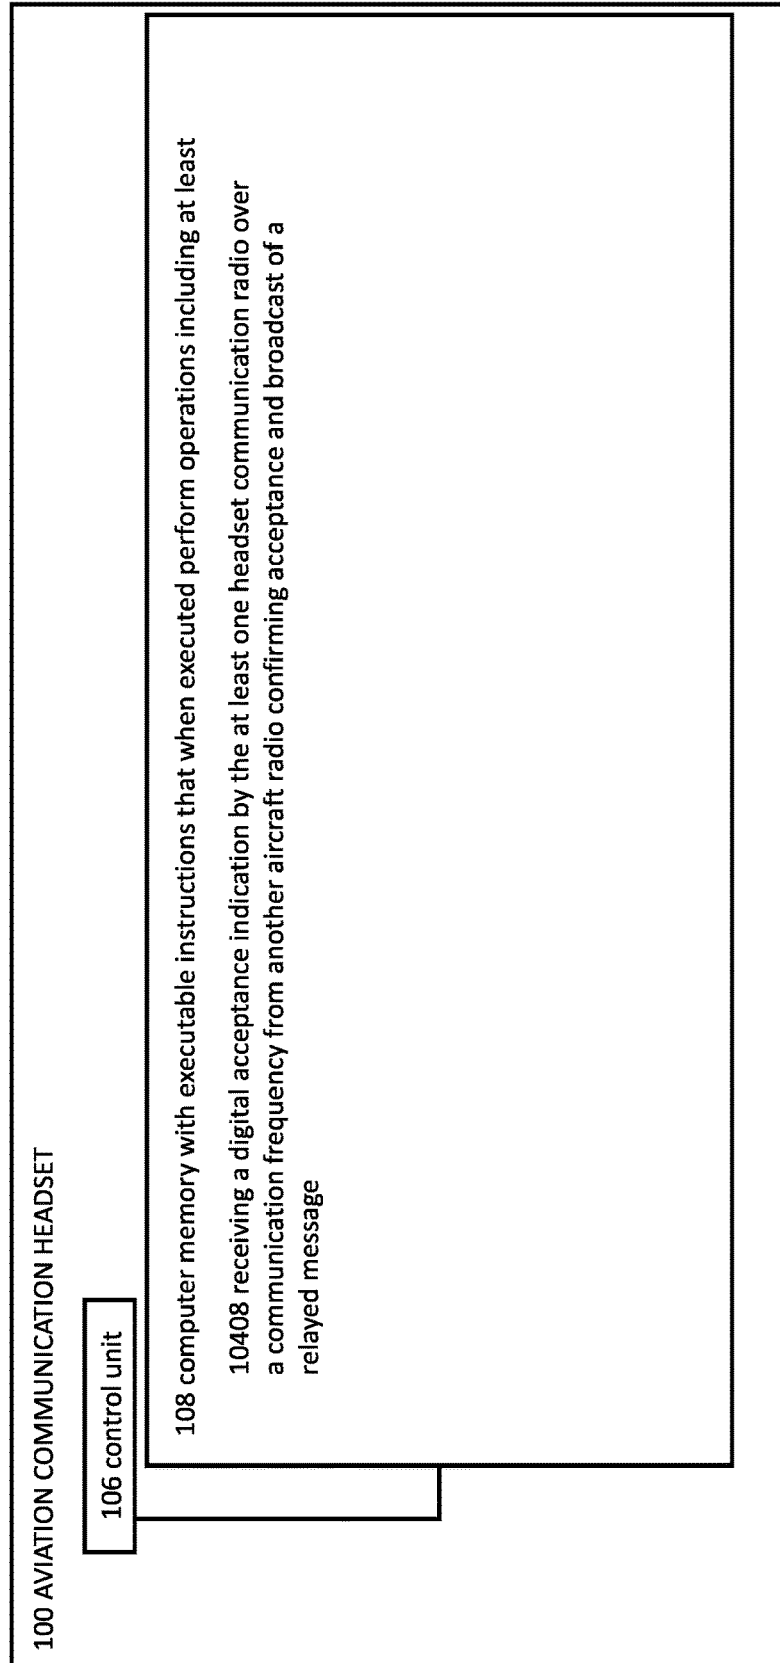 100 AVIATION COMMUNICATION HEADSET
106 control unit
108 computer memory with executable instructions that when executed perform operations including at least
10408 receiving a digital acceptance indication by the at least one headset communication radio over
a communication frequency from another aircraft radio confirming acceptance and broadcast of a
relayed message